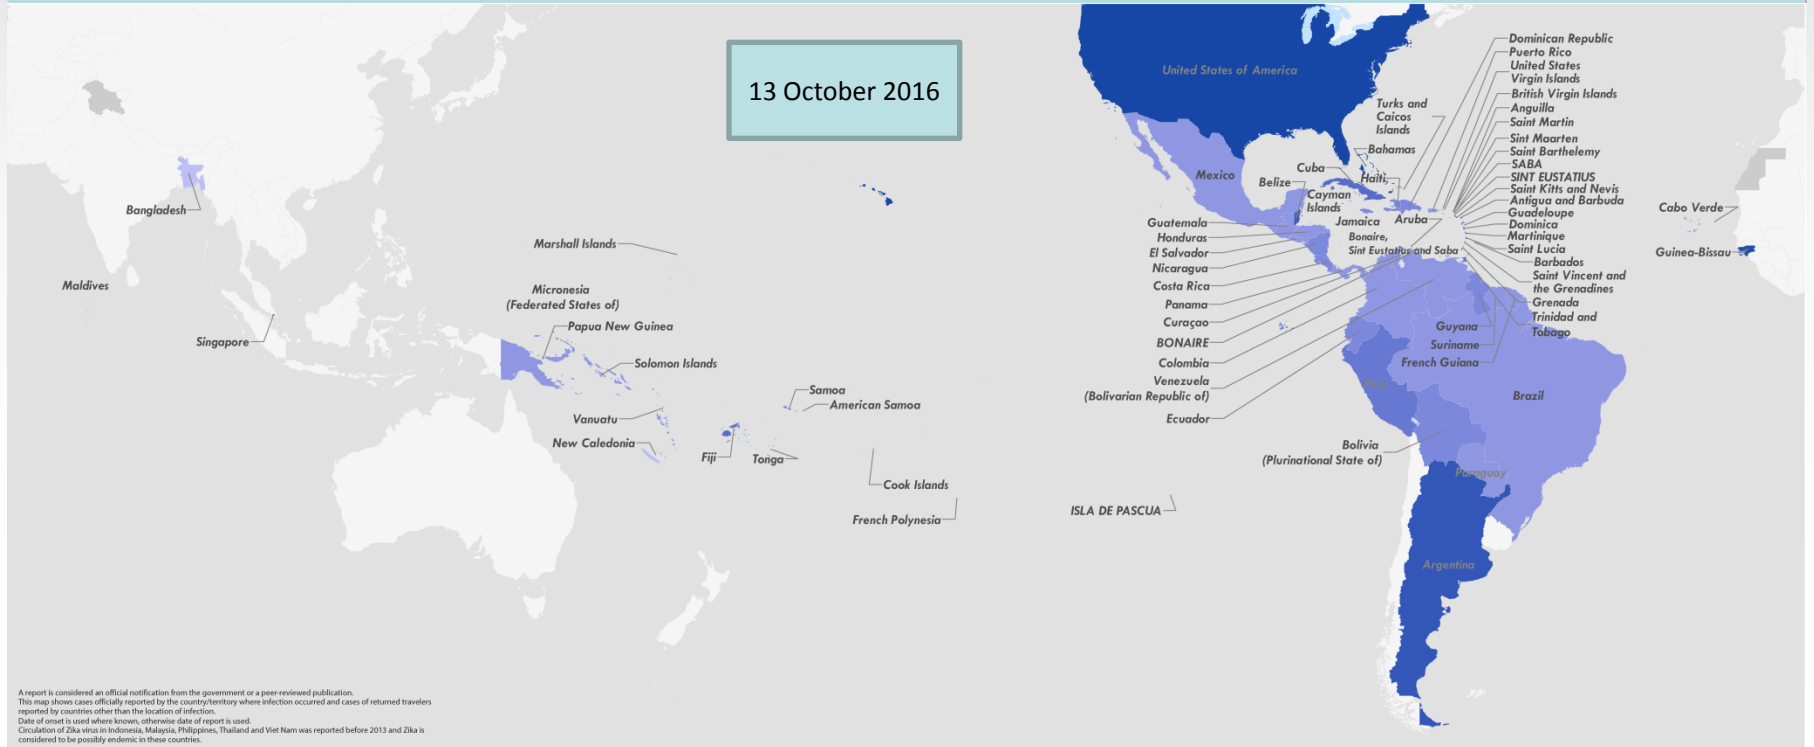 13 October 2016
United States of America
Mexico
Bangladesh
Maldives
Singapore
Marshall Islands
Micronesia
(Federated States of)
Papua New Guinea
Solomon Islands
Vanuatu
New Caledonia
Fiji
Samoa
American Samoa
Tonga
Cook Islands
French Polynesia
ISLA DE PASCUA
Turks and
Caicos
Islands
Bahamas
Cuba
Haiti
Belize
Cayman
Islands
Jamaica
Aruba
Bonaire,
Sint Eustatius and Saba
Guatemala
Honduras
El Salvador
Nicaragua
Costa Rica
Panama
Curaçao
BONAIRE
Colombia
Venezuela
(Bolivarian Republic of)
Ecuador
Dominican Republic
Puerto Rico
United States
Virgin Islands
British Virgin Islands
Anguilla
Saint Martin
Sint Maarten
Saint Barthelemy
SABA
SINT EUSTATIUS
Saint Kitts and Nevis
Antigua and Barbuda
Guadeloupe
Dominica
Martinique
Saint Lucia
Barbados
Saint Vincent and
the Grenadines
Grenada
Trinidad and
Tobago
Guyana
Suriname
French Guiana
Peru
Brazil
Bolivia
(Plurinational State of)
Paraguay
Argentina
Cabo Verde
Guinea-Bissau
A report is considered an official notification from the government or a peer-reviewed publication.
This map shows cases officially reported by the country/territory where infection occurred and cases of returned travelers
reported by countries other than the location of infection.
Date of onset is used where known, otherwise date of report is used.
Circulation of Zika virus in Indonesia, Malaysia, Philippines, Thailand and Viet Nam was reported before 2013 and Zika is
considered to be possibly endemic in these countries.